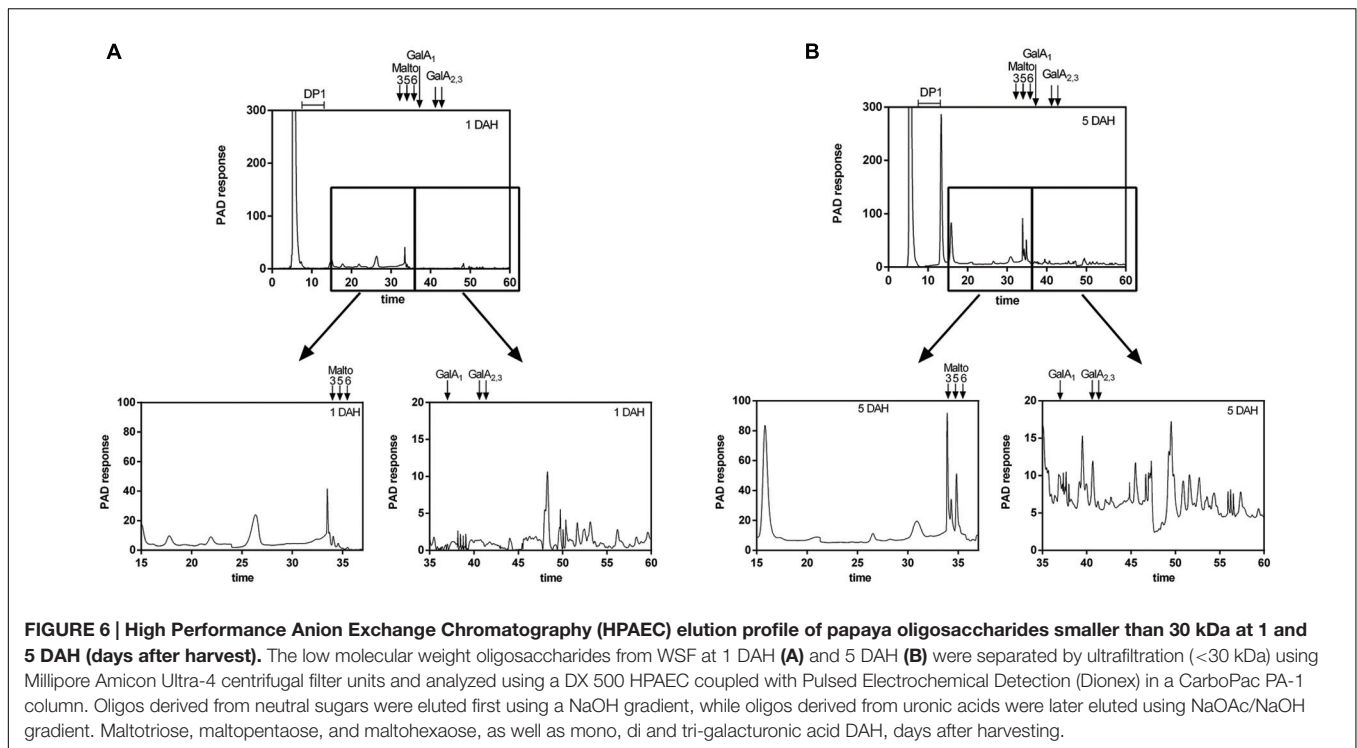 A
GalA1
Malto
356
GalA2,3
DP1
300
200
100
0
PAD response
1 DAH
0 10 20 30 40 50 60
time
Malto
356
1 DAH
100
80
60
40
20
0
PAD response
15 20 25 30 35
time
GalA1 GalA2,3
1 DAH
20
15
10
5
0
PAD response
35 40 45 50 55 60
time
B
GalA1
Malto
356
GalA2,3
DP1
300
200
100
0
PAD response
5 DAH
0 10 20 30 40 50 60
time
Malto
356
5 DAH
100
80
60
40
20
0
PAD response
15 20 25 30 35
time
GalA1 GalA2,3
5 DAH
20
15
10
5
0
PAD response
35 40 45 50 55 60
time
FIGURE 6 | High Performance Anion Exchange Chromatography (HPAEC) elution profile of papaya oligosaccharides smaller than 30 kDa at 1 and
5 DAH (days after harvest). The low molecular weight oligosaccharides from WSF at 1 DAH (A) and 5 DAH (B) were separated by ultrafiltration (<30 kDa) using
Millipore Amicon Ultra-4 centrifugal filter units and analyzed using a DX 500 HPAEC coupled with Pulsed Electrochemical Detection (Dionex) in a CarboPac PA-1
column. Oligos derived from neutral sugars were eluted first using a NaOH gradient, while oligos derived from uronic acids were later eluted using NaOAc/NaOH
gradient. Maltotriose, maltopentaose, and maltohexaose, as well as mono, di and tri-galacturonic acid DAH, days after harvesting.